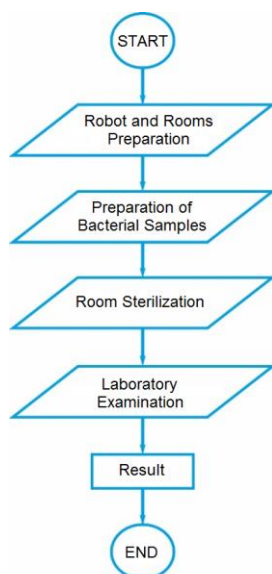 START
Robot and Rooms
Preparation
Preparation of
Bacterial Samples
Room Sterilization
Laboratory
Examination
Result
END